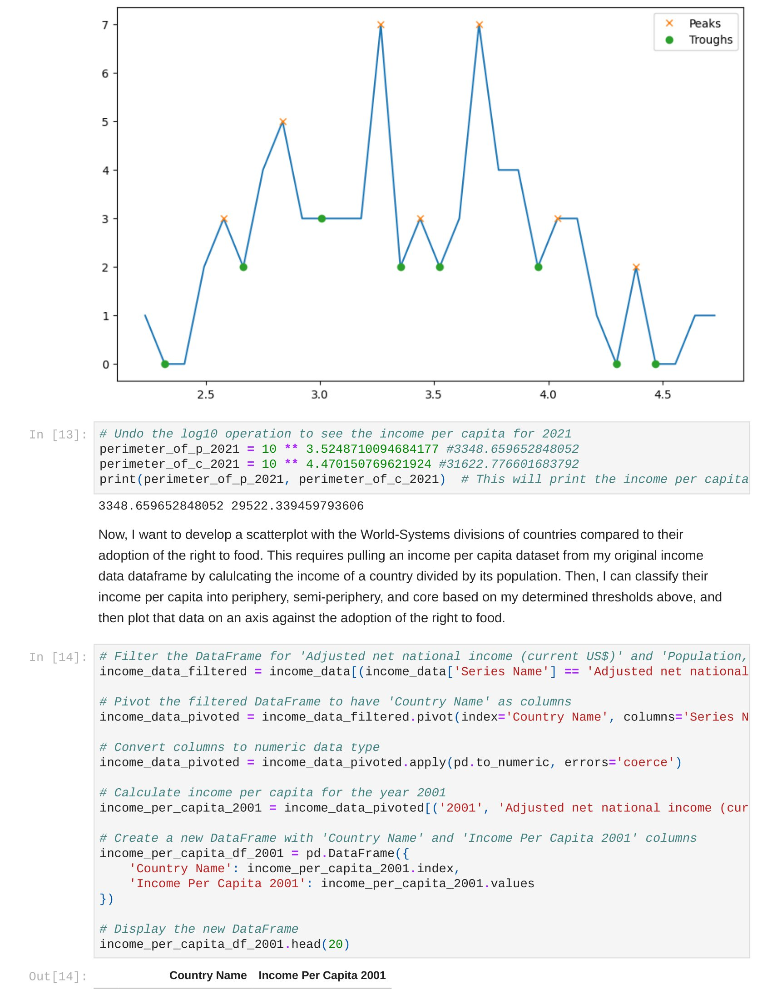 7
6
5
4
3
2
1
0
Peaks
Troughs
2.5 3.0 3.5 4.0 4.5
In [13]:
# Undo the log10 operation to see the income per capita for 2021
perimeter_of_p_2021 = 10 ** 3.5248710094684177 #3348.659652848052
perimeter_of_c_2021 = 10 ** 4.470150769621924 #31622.776601683792
print(perimeter_of_p_2021, perimeter_of_c_2021)  # This will print the income per capita
3348.659652848052 29522.339459793606
Now, I want to develop a scatterplot with the World-Systems divisions of countries compared to their
adoption of the right to food. This requires pulling an income per capita dataset from my original income
data dataframe by calulcating the income of a country divided by its population. Then, I can classify their
income per capita into periphery, semi-periphery, and core based on my determined thresholds above, and
then plot that data on an axis against the adoption of the right to food.
In [14]:
# Filter the DataFrame for 'Adjusted net national income (current US$)' and 'Population,
income_data_filtered = income_data[(income_data['Series Name'] == 'Adjusted net national
# Pivot the filtered DataFrame to have 'Country Name' as columns
income_data_pivoted = income_data_filtered.pivot(index='Country Name', columns='Series N
# Convert columns to numeric data type
income_data_pivoted = income_data_pivoted.apply(pd.to_numeric, errors='coerce')
# Calculate income per capita for the year 2001
income_per_capita_2001 = income_data_pivoted[('2001', 'Adjusted net national income (cur
# Create a new DataFrame with 'Country Name' and 'Income Per Capita 2001' columns
income_per_capita_df_2001 = pd.DataFrame({
    'Country Name': income_per_capita_2001.index,
    'Income Per Capita 2001': income_per_capita_2001.values
})
# Display the new DataFrame
income_per_capita_df_2001.head(20)
Out[14]:
Country Name Income Per Capita 2001